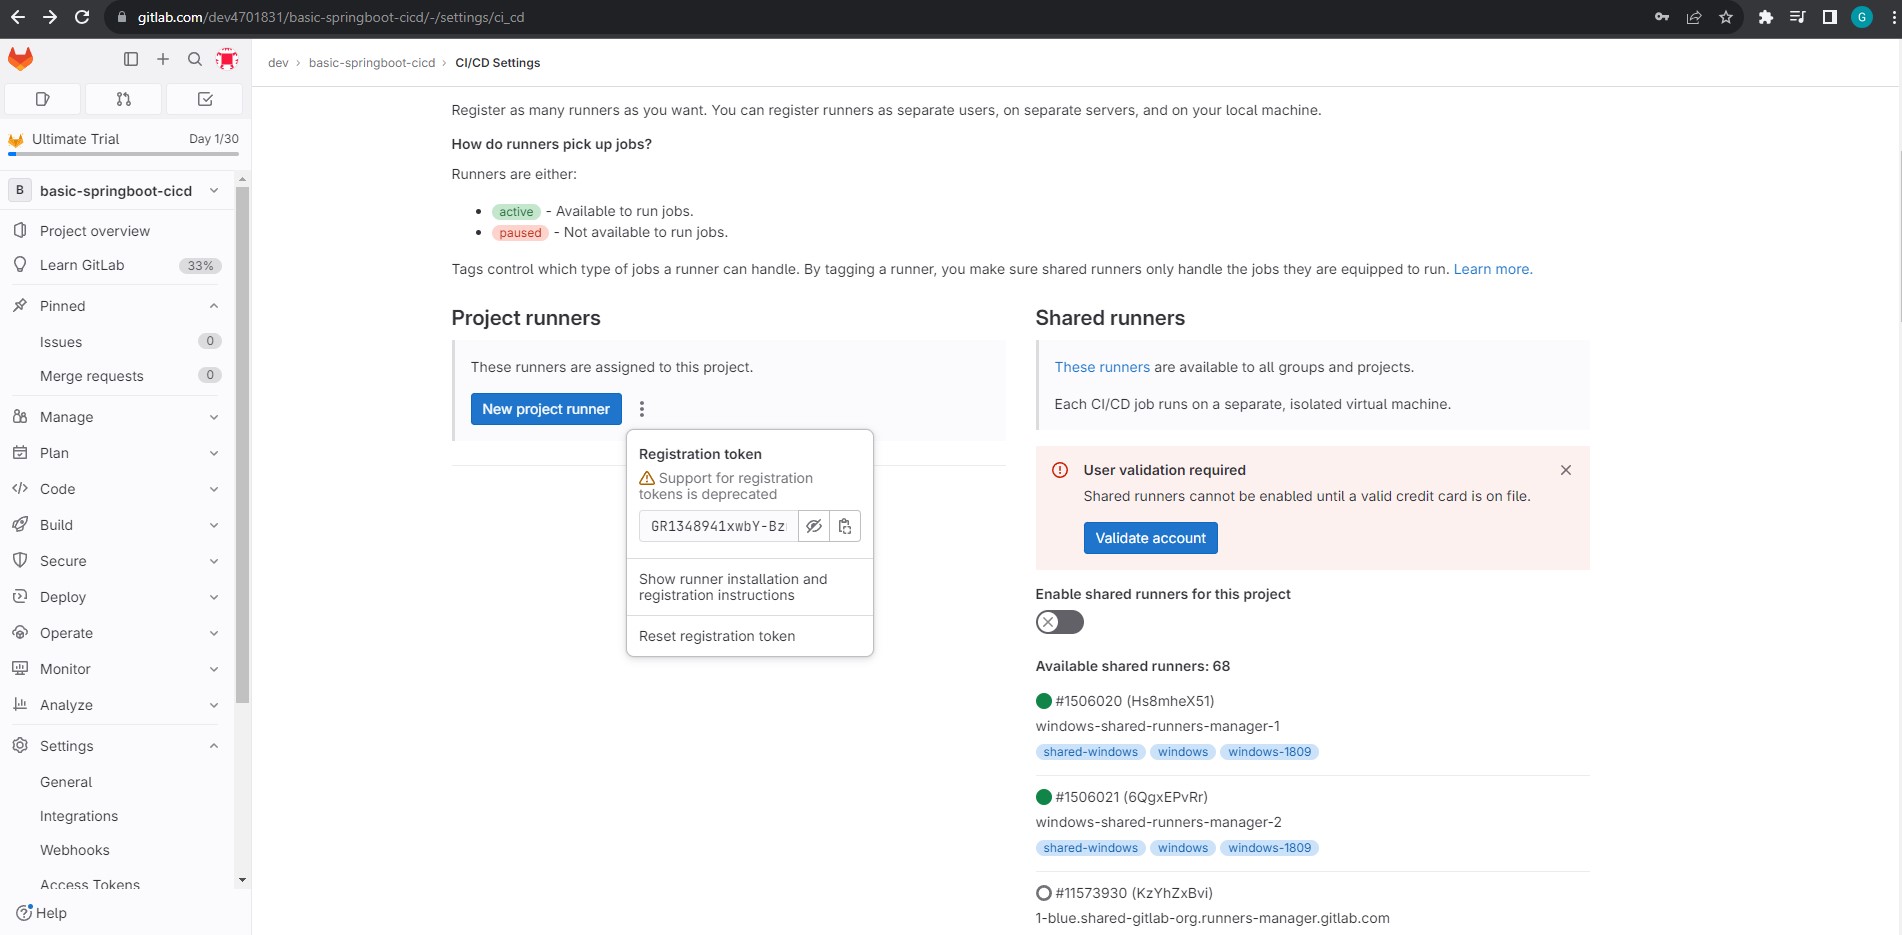 gitlab.com/dev4701831/basic-springboot-cicd/-/settings/ci_cd
G
Ultimate Trial
Day 1/30
B
basic-springboot-cicd
Project overview
Learn GitLab
33%
Pinned
Issues
0
Merge requests
0
Manage
Plan
Code
Build
Secure
Deploy
Operate
Monitor
Analyze
Settings
General
Integrations
Webhooks
Access Tokens
Help
dev › basic-springboot-cicd › CI/CD Settings
Register as many runners as you want. You can register runners as separate users, on separate servers, and on your local machine.
How do runners pick up jobs?
Runners are either:
• active - Available to run jobs.
• paused - Not available to run jobs.
Tags control which type of jobs a runner can handle. By tagging a runner, you make sure shared runners only handle the jobs they are equipped to run. Learn more.
Project runners
These runners are assigned to this project.
New project runner
Registration token
Support for registration
tokens is deprecated
GR1348941xwbY-Bz
Show runner installation and
registration instructions
Reset registration token
Shared runners
These runners are available to all groups and projects.
Each CI/CD job runs on a separate, isolated virtual machine.
User validation required
Shared runners cannot be enabled until a valid credit card is on file.
Validate account
Enable shared runners for this project
Available shared runners: 68
#1506020 (Hs8mheX51)
windows-shared-runners-manager-1
shared-windows windows windows-1809
#1506021 (6QgxEPvRr)
windows-shared-runners-manager-2
shared-windows windows windows-1809
#11573930 (KzYhZxBvi)
1-blue.shared-gitlab-org.runners-manager.gitlab.com